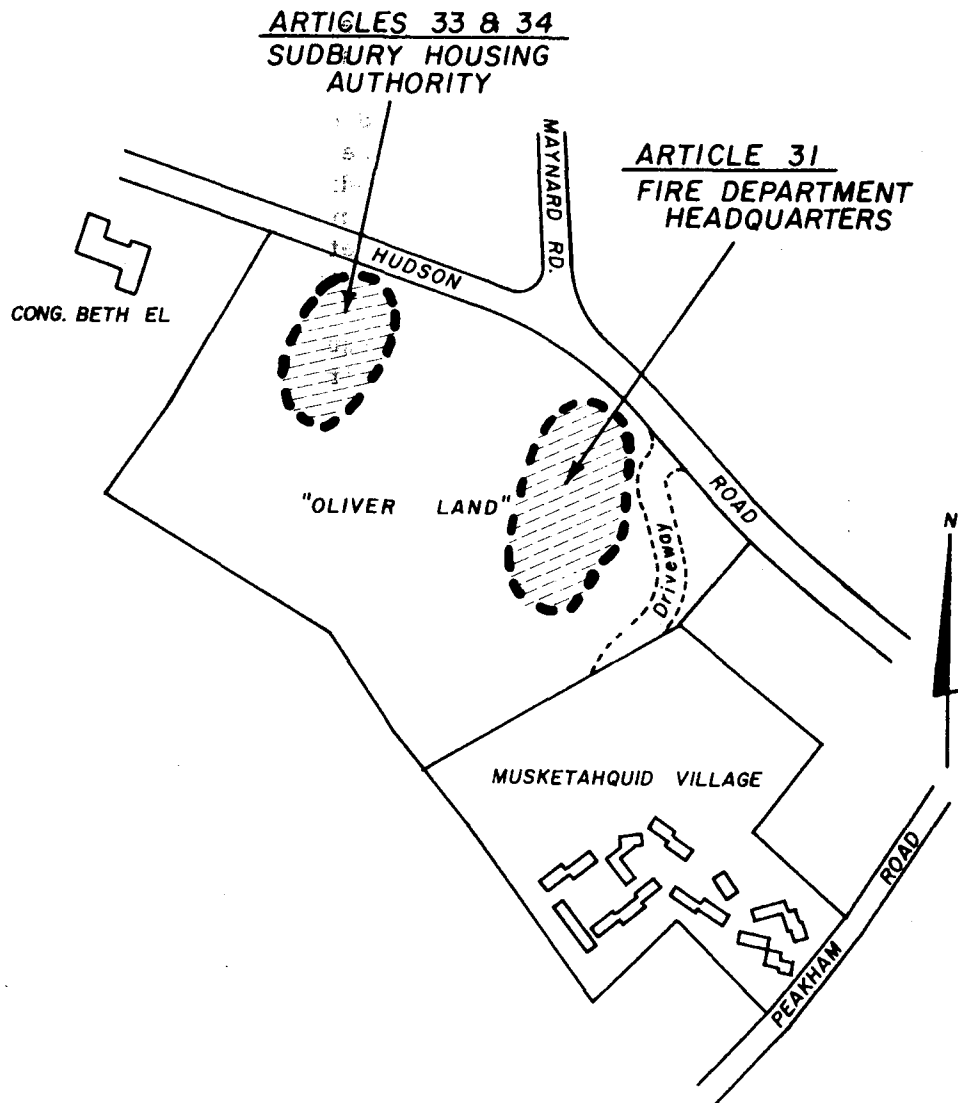 ARTICLES 33 & 34
SUDBURY HOUSING
AUTHORITY
MAYNARD RD.
ARTICLE 31
FIRE DEPARTMENT
HEADQUARTERS
HUDSON
CONG. BETH EL
"OLIVER LAND"
ROAD
N
Driveway
MUSKETAHQUID VILLAGE
ROAD
PEAKHAM